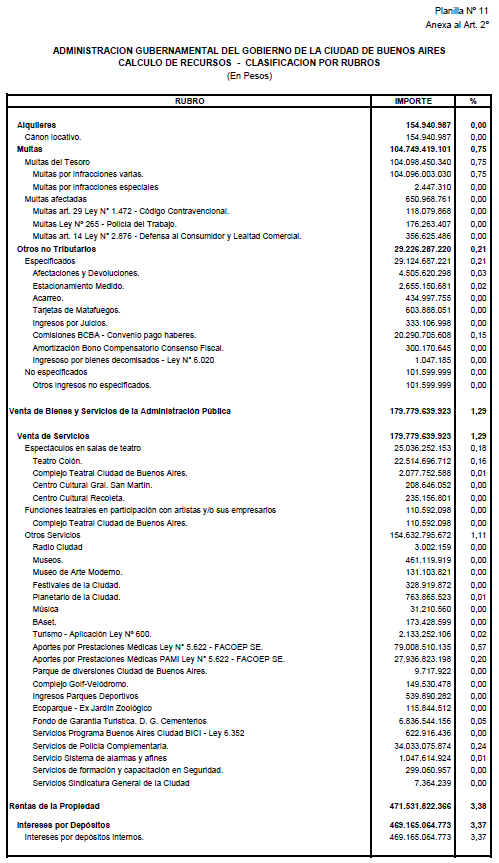 Planilla Nº 11
Anexa al Art. 2º
ADMINISTRACION GUBERNAMENTAL DEL GOBIERNO DE LA CIUDAD DE BUENOS AIRES
CALCULO DE RECURSOS - CLASIFICACION POR RUBROS
(En Pesos)
RUBRO IMPORTE %
Alquileres 154.940.987 0,00
Cánon locativo. 154.940.987 0,00
Multas 104.749.419.101 0,75
Multas del Tesoro 104.098.450.340 0,75
Multas por infracciones varias. 104.096.003.030 0,75
Multas por infracciones especiales 2.447.310 0,00
Multas afectadas 650.968.761 0,00
Multas art. 29 Ley N° 1.472 - Código Contravencional. 118.079.868 0,00
Multas Ley Nº 265 - Policía del Trabajo. 176.263.407 0,00
Multas art. 14 Ley N° 2.876 - Defensa al Consumidor y Lealtad Comercial. 356.625.486 0,00
Otros no Tributarios 29.226.287.220 0,21
Especificados 29.124.687.221 0,21
Afectaciones y Devoluciones. 4.505.620.298 0,03
Estacionamiento Medido. 2.655.150.681 0,02
Acarreo. 434.997.755 0,00
Tarjetas de Matafuegos. 603.888.051 0,00
Ingresos por Juicios. 333.106.998 0,00
Comisiones BCBA - Convenio pago haberes. 20.290.705.608 0,15
Amortización Bono Compensatorio Consenso Fiscal. 300.170.645 0,00
Ingresoso por bienes decomisados - Ley N° 6.020 1.047.185 0,00
No especificados 101.599.999 0,00
Otros ingresos no especificados. 101.599.999 0,00
Venta de Bienes y Servicios de la Administración Pública 179.779.639.923 1,29
Venta de Servicios 179.779.639.923 1,29
Espectáculos en salas de teatro 25.036.252.153 0,18
Teatro Colón. 22.514.696.712 0,16
Complejo Teatral Ciudad de Buenos Aires. 2.077.752.588 0,01
Centro Cultural Gral. San Martín. 208.646.052 0,00
Centro Cultural Recoleta. 235.156.801 0,00
Funciones teatrales en participación con artistas y/o sus empresarios 110.592.098 0,00
Complejo Teatral Ciudad de Buenos Aires. 110.592.098 0,00
Otros Servicios 154.632.795.672 1,11
Radio Ciudad 3.002.159 0,00
Museos. 461.119.919 0,00
Museo de Arte Moderno. 131.103.821 0,00
Festivales de la Ciudad. 328.919.872 0,00
Planetario de la Ciudad. 763.865.523 0,01
Música 31.210.560 0,00
BAset. 173.428.599 0,00
Turismo - Aplicación Ley Nº 600. 2.133.252.106 0,02
Aportes por Prestaciones Médicas Ley N° 5.622 - FACOEP SE. 79.008.510.135 0,57
Aportes por Prestaciones Médicas PAMI Ley N° 5.622 - FACOEP SE. 27.936.823.198 0,20
Parque de diversiones Ciudad de Buenos Aires. 9.717.922 0,00
Complejo Golf-Velódromo. 149.530.478 0,00
Ingresos Parques Deportivos 539.890.282 0,00
Ecoparque - Ex Jardín Zoológico 115.844.512 0,00
Fondo de Garantía Turística. D. G. Cementerios 6.836.544.156 0,05
Servicios Programa Buenos Aires Ciudad BICI - Ley 6.352 622.916.436 0,00
Servicios de Policía Complementaria. 34.033.075.874 0,24
Servicio Sistema de alarmas y afines 1.047.614.924 0,01
Servicios de formación y capacitación en Seguridad. 299.060.957 0,00
Servicios Sindicatura General de la Ciudad 7.364.239 0,00
Rentas de la Propiedad 471.531.822.366 3,38
Intereses por Depósitos 469.165.064.773 3,37
Intereses por depósitos internos. 469.165.064.773 3,37